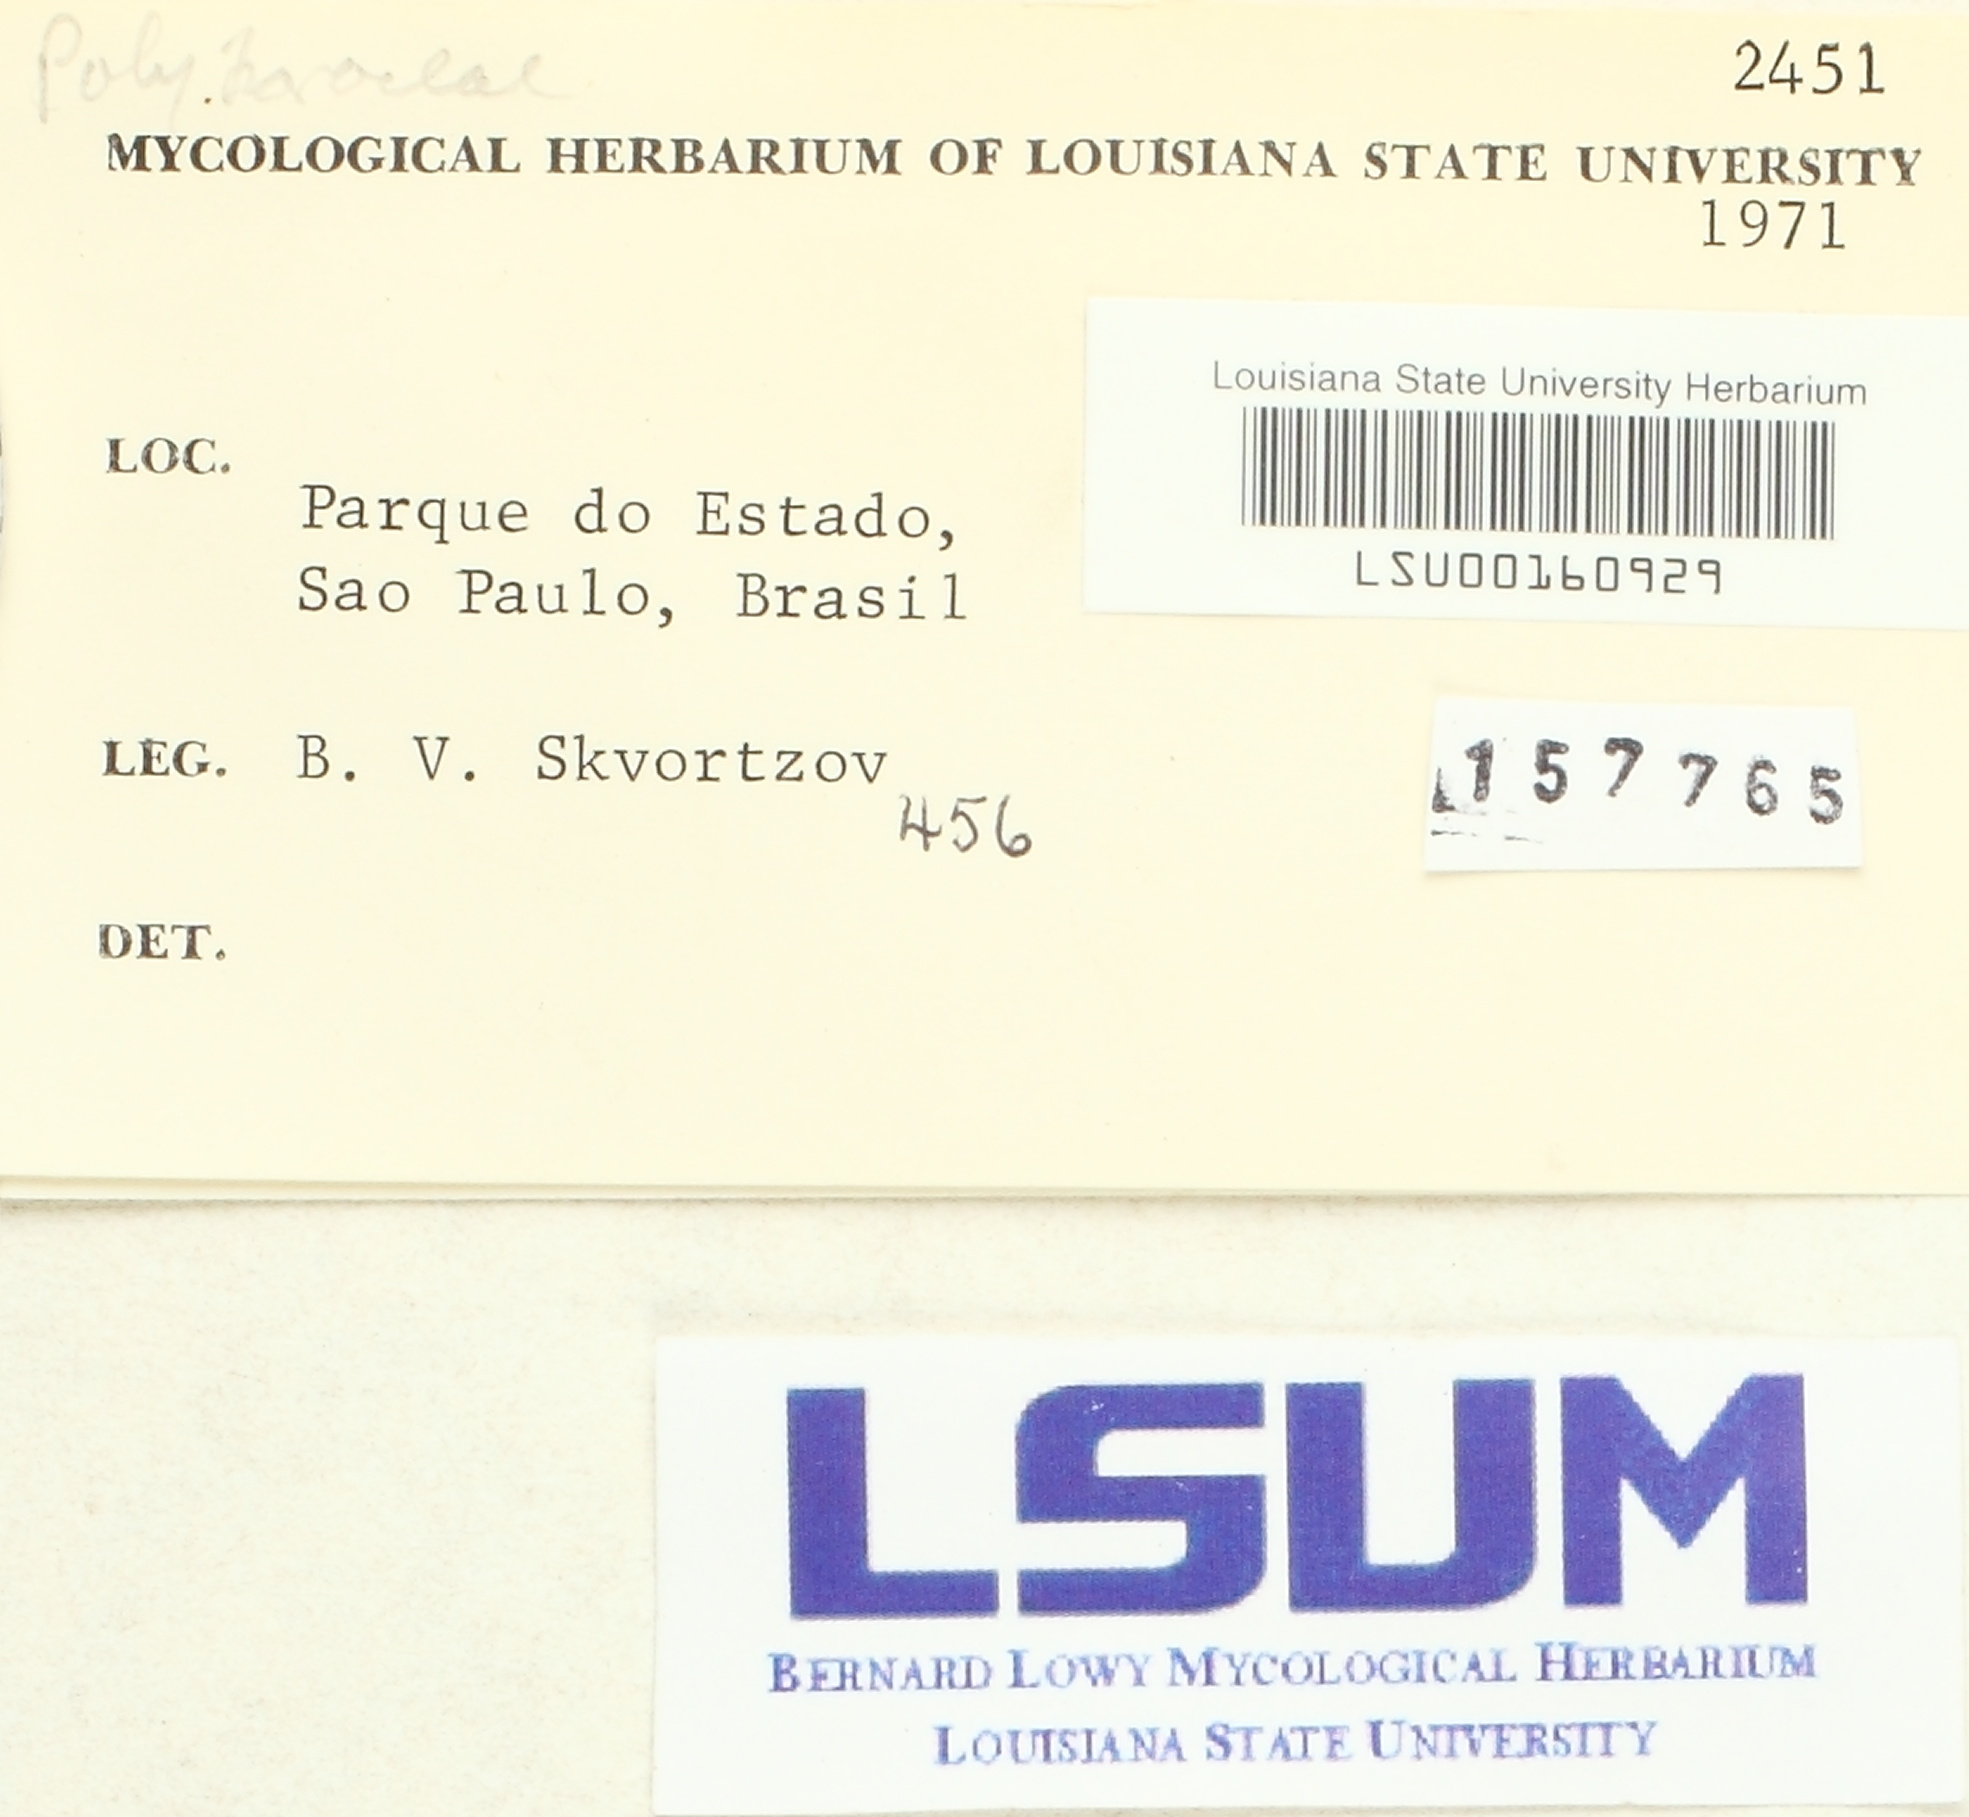 2451
MYCOLOGICAL HERBARIUM OF LOUISIANA STATE UNIVERSITY
1971
Louisiana State University Herbarium
LSU00160929
LOC.
Parque do Estado,
Sao Paulo, Brasil
LEG. B. V. Skvortzov
456
157765
DET.
LSUM
BERNARD LOWY MYCOLOGICAL HERBARIUM
LOUISIANA STATE UNIVERSITY